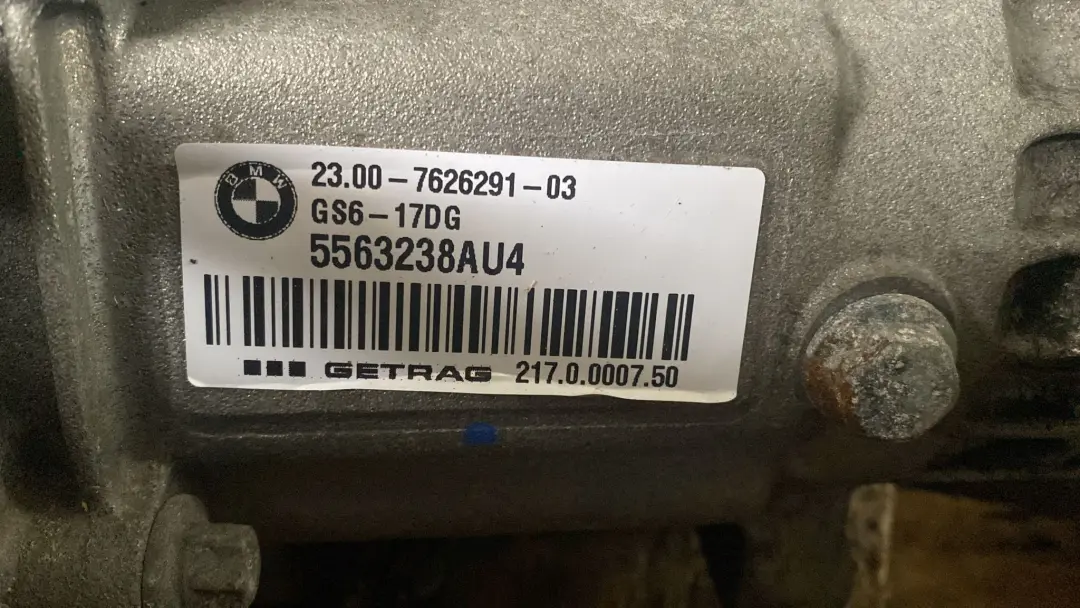 BMW
23.00-7626291-03
GS6-17DG
5563238AU4
GETRAG 217.0.0007.50